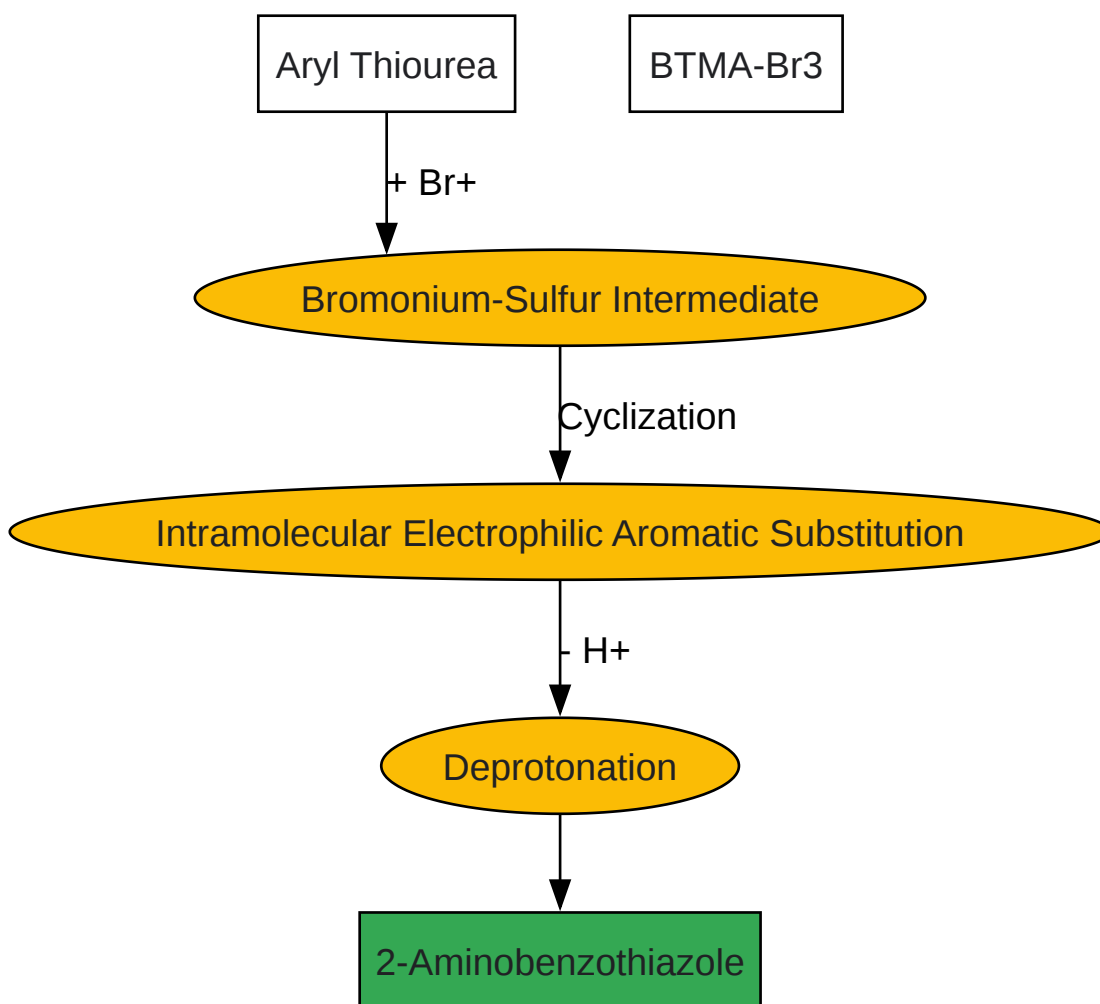 Aryl Thiourea
BTMA-Br3
+ Br+
Bromonium-Sulfur Intermediate
Cyclization
Intramolecular Electrophilic Aromatic Substitution
- H+
Deprotonation
2-Aminobenzothiazole